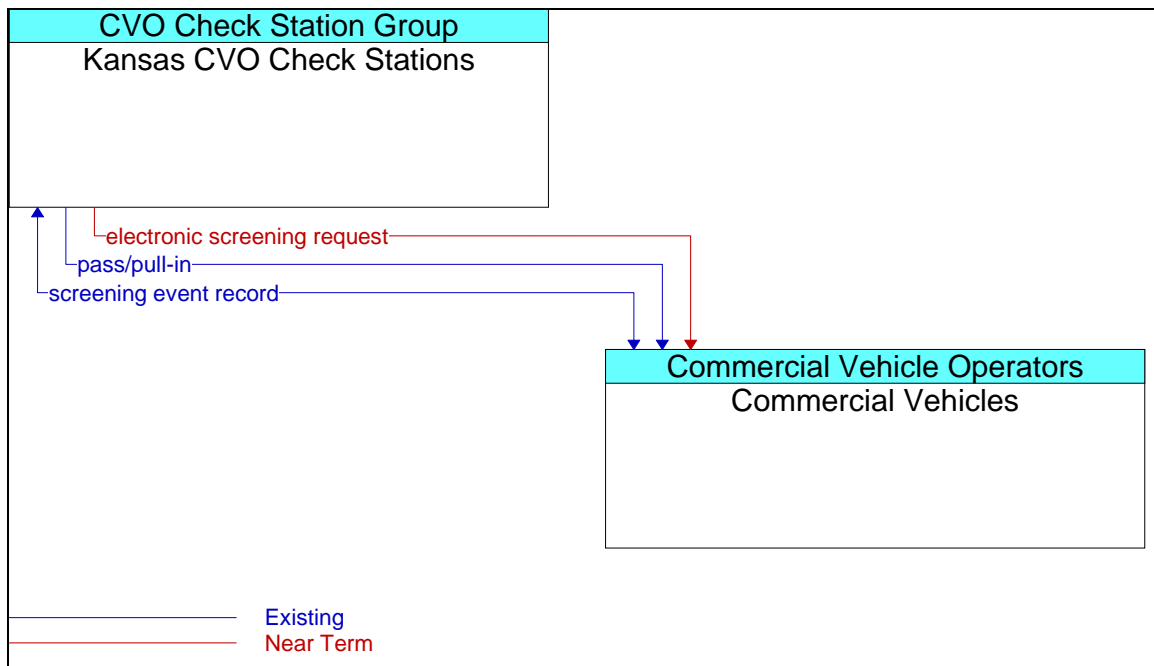 CVO Check Station Group
Kansas CVO Check Stations
electronic screening request
pass/pull-in
screening event record
Commercial Vehicle Operators
Commercial Vehicles
Existing
Near Term